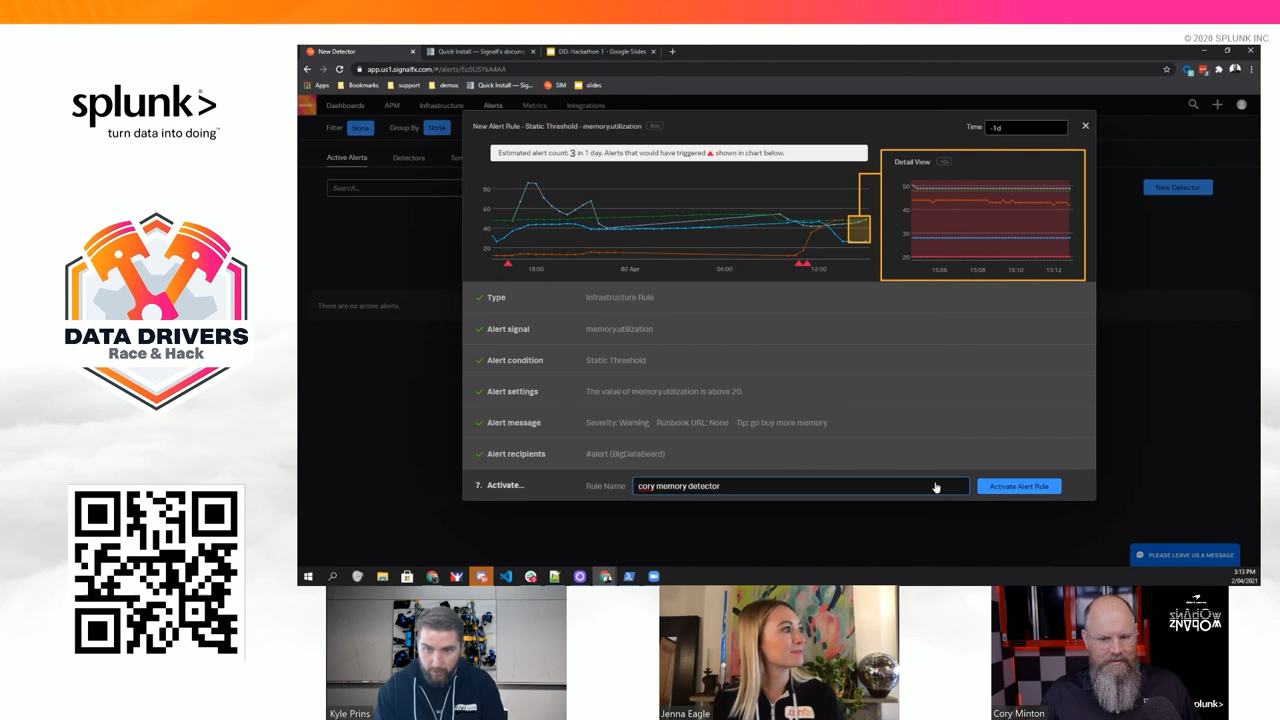 © 2020 SPLUNK INC.
splunk>
turn data into doing™
DATA DRIVERS
Race & Hack
New Detector
Quick Install — SignalFx docume
DD: Hackathon 1 - Google Slides
app.us1.signalfx.com/#/alerts/Eo5USYkA4AA
Apps Bookmarks support demos Quick Install — Sig... SIM slides
Dashboards APM Infrastructure Alerts Metrics Integrations
Filter None Group By None
Active Alerts Detectors Ter
Search...
New Detector
There are no active alerts.
New Alert Rule - Static Threshold - memory.utilization
Time -1d
Estimated alert count: 3 in 1 day. Alerts that would have triggered ▲ shown in chart below.
80
60
40
20
18:00 02 Apr 06:00 12:00
Detail View 10s
50
40
30
20
15:06 15:08 15:10 15:12
Type Infrastructure Rule
Alert signal memory.utilization
Alert condition Static Threshold
Alert settings The value of memory.utilization is above 20.
Alert message Severity: Warning Runbook URL: None Tip: go buy more memory
Alert recipients #alert (BigDataBeard)
7. Activate... Rule Name cory memory detector Activate Alert Rule
PLEASE LEAVE US A MESSAGE
3:13 PM
2/04/2021
Kyle Prins
Jenna Eagle
Cory Minton
splunk>